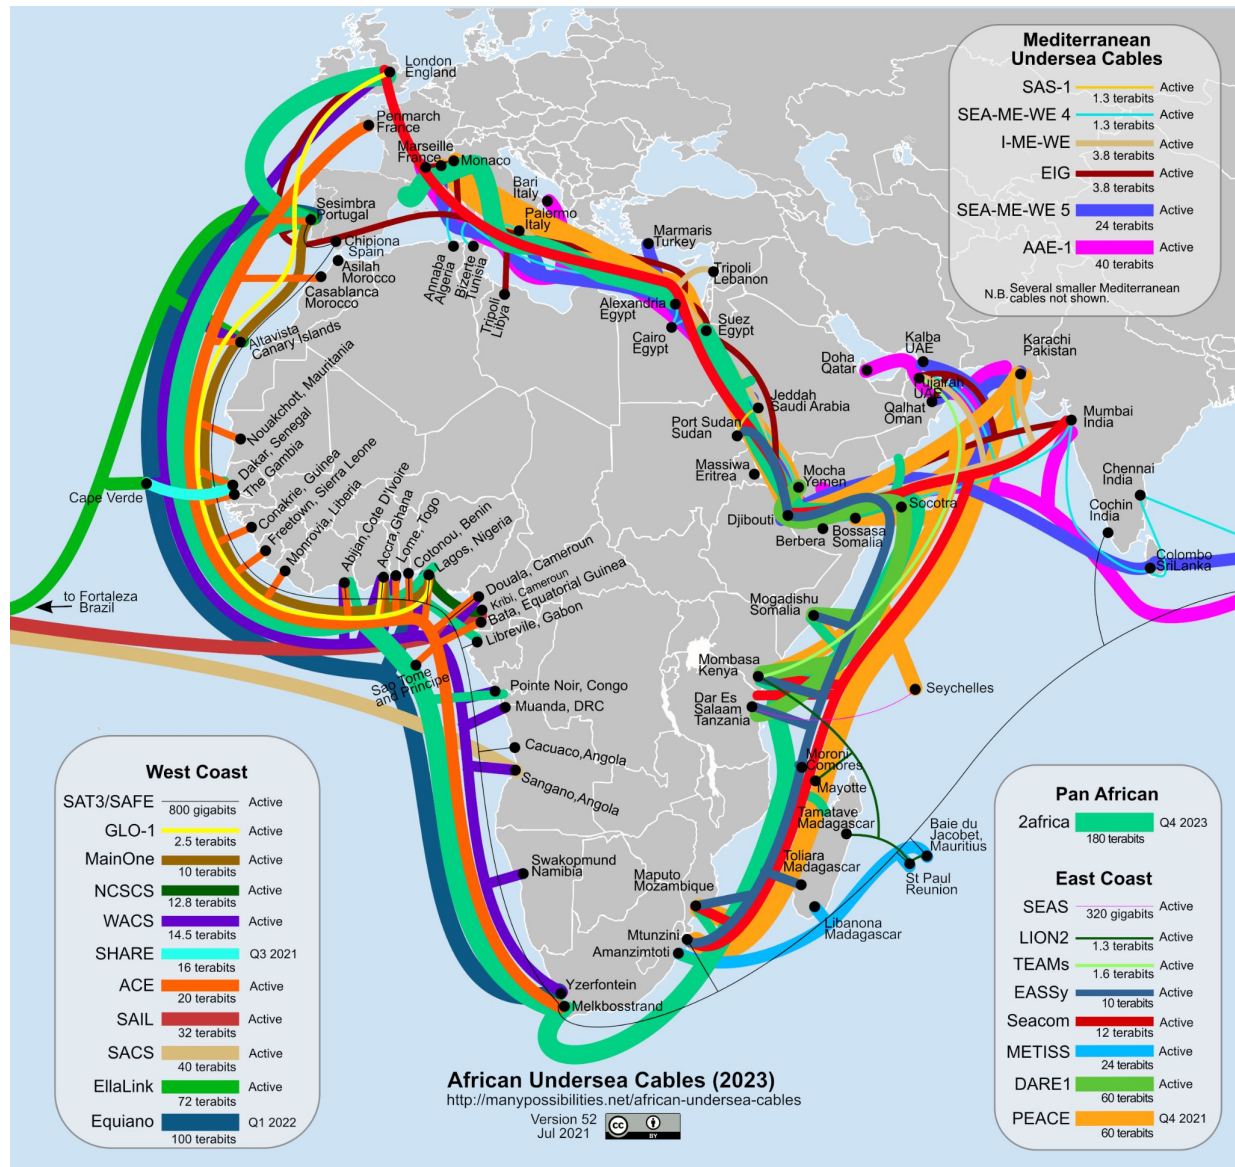 London
England
Penmarch
France
Marseille
France
Monaco
Bari
Italy
Palermo
Italy
Sesimbra
Portugal
Chipiona
Spain
Asilah
Morocco
Casablanca
Morocco
Annaba
Algeria
Bizerte
Tunisia
Tripoli
Libya
Marmaris
Turkey
Tripoli
Lebanon
Alexandria
Egypt
Cairo
Egypt
Suez
Egypt
Altavista
Canary Islands
Nouakchott, Mauritania
Dakar, Senegal
The Gambia
Cape Verde
Conakrie, Guinea
Freetown, Sierra Leone
Monrovia, Liberia
Abijan,Cote D'Ivoire
Accra,Ghana
Lome, Togo
Cotonou, Benin
Lagos, Nigeria
Douala, Cameroun
Kribi, Cameroun
Bata, Equatorial Guinea
Libreville, Gabon
Sao Tome
and Principe
Pointe Noir, Congo
Muanda, DRC
Cacuaco,Angola
Sangano,Angola
Swakopmund
Namibia
Yzerfontein
Melkbosstrand
to Fortaleza
Brazil
Doha
Qatar
Kalba
UAE
UAE
Qalhat
Oman
Karachi
Pakistan
Mumbai
India
Chennai
India
Cochin
India
Colombo
SriLanka
Jeddah
Saudi Arabia
Port Sudan
Sudan
Massiwa
Eritrea
Mocha
Yemen
Djibouti
Berbera
Bossasa
Somalia
Socotra
Mogadishu
Somalia
Mombasa
Kenya
Dar Es
Salaam
Tanzania
Seychelles
Moroni
Comores
Mayotte
Tamatave
Madagascar
Baie du
Jacobet,
Mauritius
St Paul
Reunion
Toliara
Madagascar
Libanona
Madagascar
Maputo
Mozambique
Mtunzini
Amanzimtoti
Mediterranean
Undersea Cables
SAS-1 Active
1.3 terabits
SEA-ME-WE 4 Active
1.3 terabits
I-ME-WE Active
3.8 terabits
EIG Active
3.8 terabits
SEA-ME-WE 5 Active
24 terabits
AAE-1 Active
40 terabits
N.B. Several smaller Mediterranean
cables not shown.
West Coast
SAT3/SAFE Active
800 gigabits
GLO-1 Active
2.5 terabits
MainOne Active
10 terabits
NCSCS Active
12.8 terabits
WACS Active
14.5 terabits
SHARE Q3 2021
16 terabits
ACE Active
20 terabits
SAIL Active
32 terabits
SACS Active
40 terabits
EllaLink Active
72 terabits
Equiano Q1 2022
100 terabits
Pan African
2africa Q4 2023
180 terabits
East Coast
SEAS Active
320 gigabits
LION2 Active
1.3 terabits
TEAMs Active
1.6 terabits
EASSy Active
10 terabits
Seacom Active
12 terabits
METISS Active
24 terabits
DARE1 Active
60 terabits
PEACE Q4 2021
60 terabits
African Undersea Cables (2023)
http://manypossibilities.net/african-undersea-cables
Version 52
Jul 2021
cc
BY